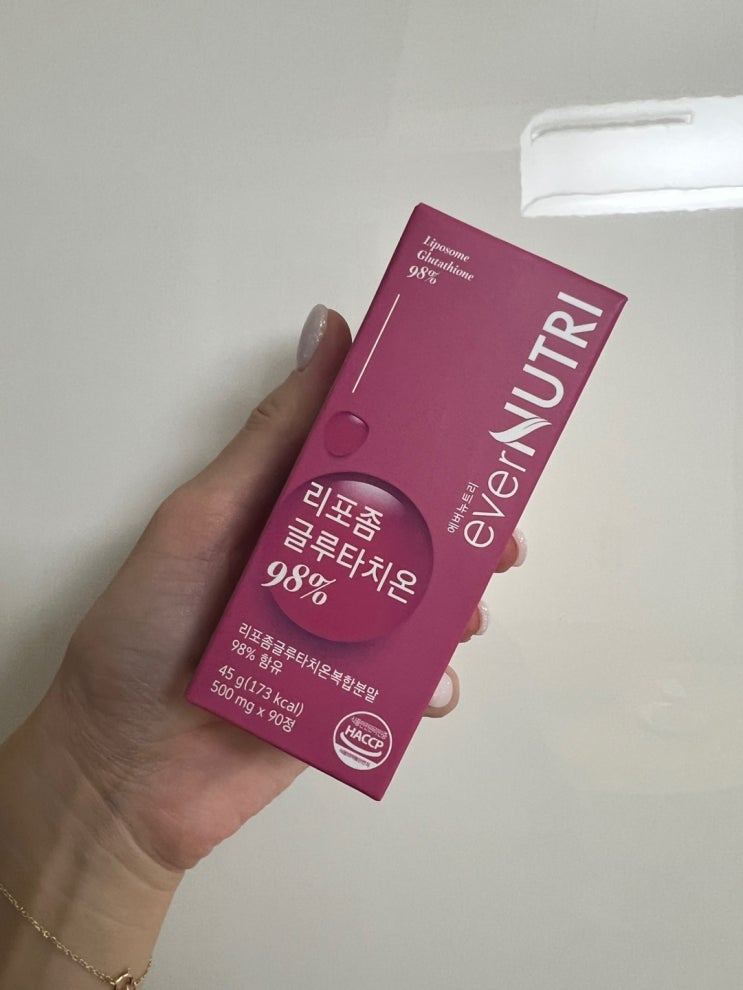 Liposome
Glutathione
98%
에버뉴트리
everNUTRI
리포좀
글루타치온
98%
리포좀글루타치온복합분말
98% 함유
45 g(173 kcal)
500 mg x 90정
HACCP